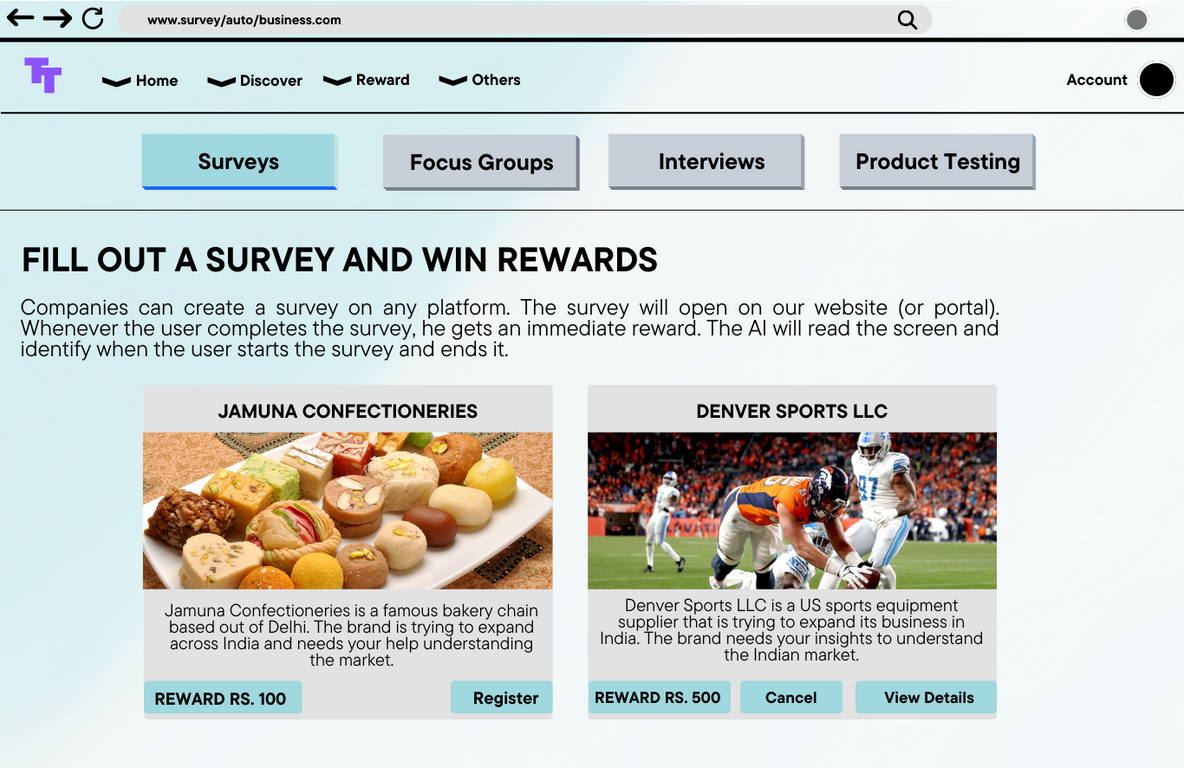 www.survey/auto/business.com
TT
Home Discover Reward Others Account
Surveys Focus Groups Interviews Product Testing
FILL OUT A SURVEY AND WIN REWARDS
Companies can create a survey on any platform. The survey will open on our website (or portal).
Whenever the user completes the survey, he gets an immediate reward. The AI will read the screen and
identify when the user starts the survey and ends it.
JAMUNA CONFECTIONERIES
Jamuna Confectioneries is a famous bakery chain
based out of Delhi. The brand is trying to expand
across India and needs your help understanding
the market.
REWARD RS. 100 Register
DENVER SPORTS LLC
97
Denver Sports LLC is a US sports equipment
supplier that is trying to expand its business in
India. The brand needs your insights to understand
the Indian market.
REWARD RS. 500 Cancel View Details